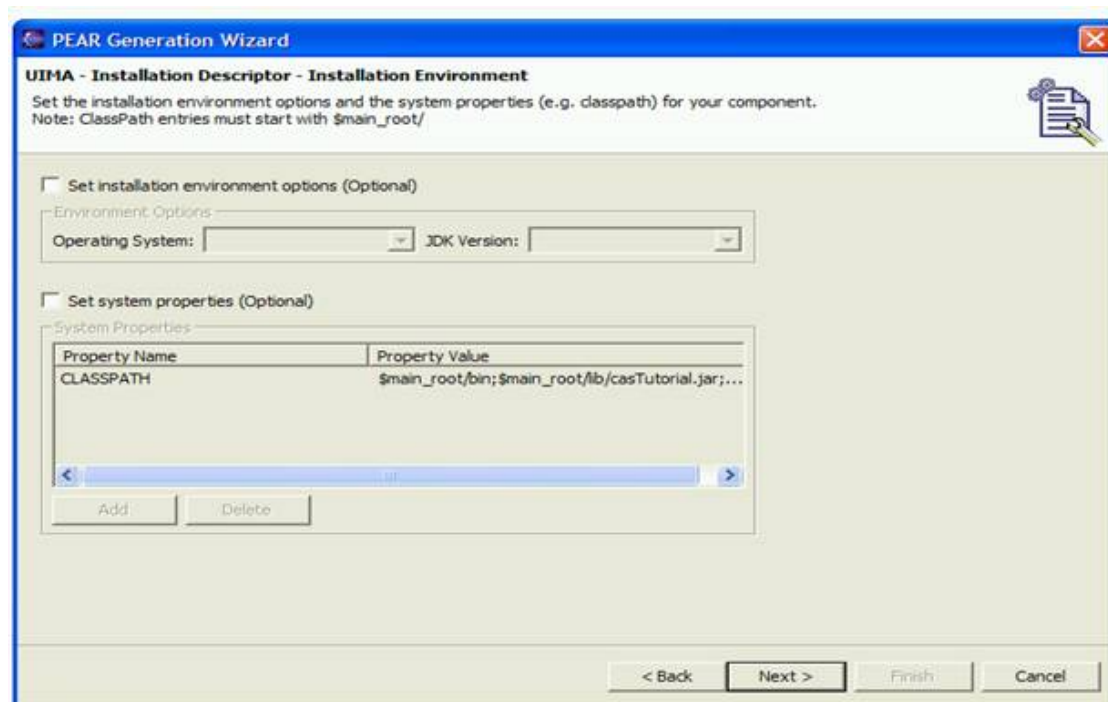 PEAR Generation Wizard
UIMA - Installation Descriptor - Installation Environment
Set the installation environment options and the system properties (e.g. classpath) for your component.
Note: ClassPath entries must start with $main_root/
Set installation environment options (Optional)
Environment Options
Operating System: JDK Version:
Set system properties (Optional)
System Properties
Property Name Property Value
CLASSPATH $main_root/bin;$main_root/lib/casTutorial.jar;...
Add Delete
< Back Next > Finish Cancel